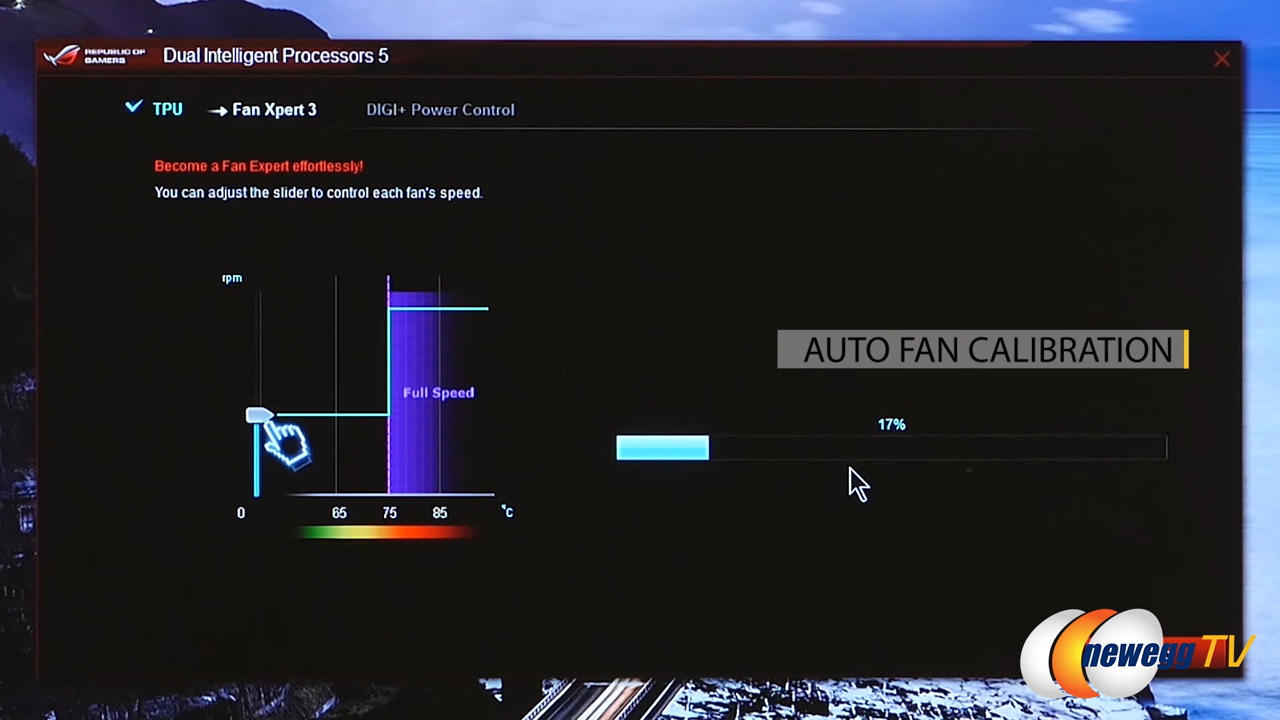 REPUBLIC OF
GAMERS
Dual Intelligent Processors 5
TPU
Fan Xpert 3
DIGI+ Power Control
Become a Fan Expert effortlessly!
You can adjust the slider to control each fan's speed.
rpm
Full Speed
0
65
75
85
°C
AUTO FAN CALIBRATION
17%
newegg TV